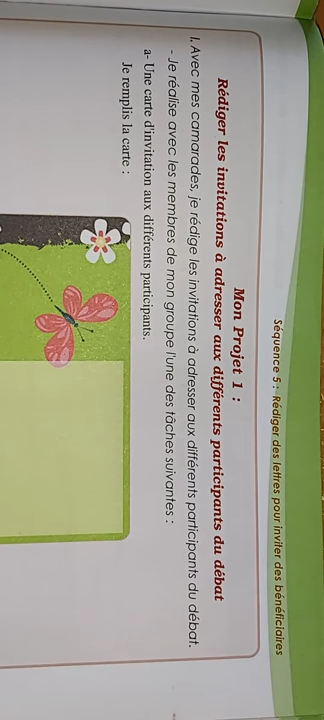 Séquence 5 : Rédiger des lettres pour inviter des bénéficiaires
Mon Projet 1 :
Rédiger les invitations à adresser aux différents participants du débat
I. Avec mes camarades, je rédige les invitations à adresser aux différents participants du débat.
- Je réalise avec les membres de mon groupe l'une des tâches suivantes :
a- Une carte d'invitation aux différents participants.
Je remplis la carte :